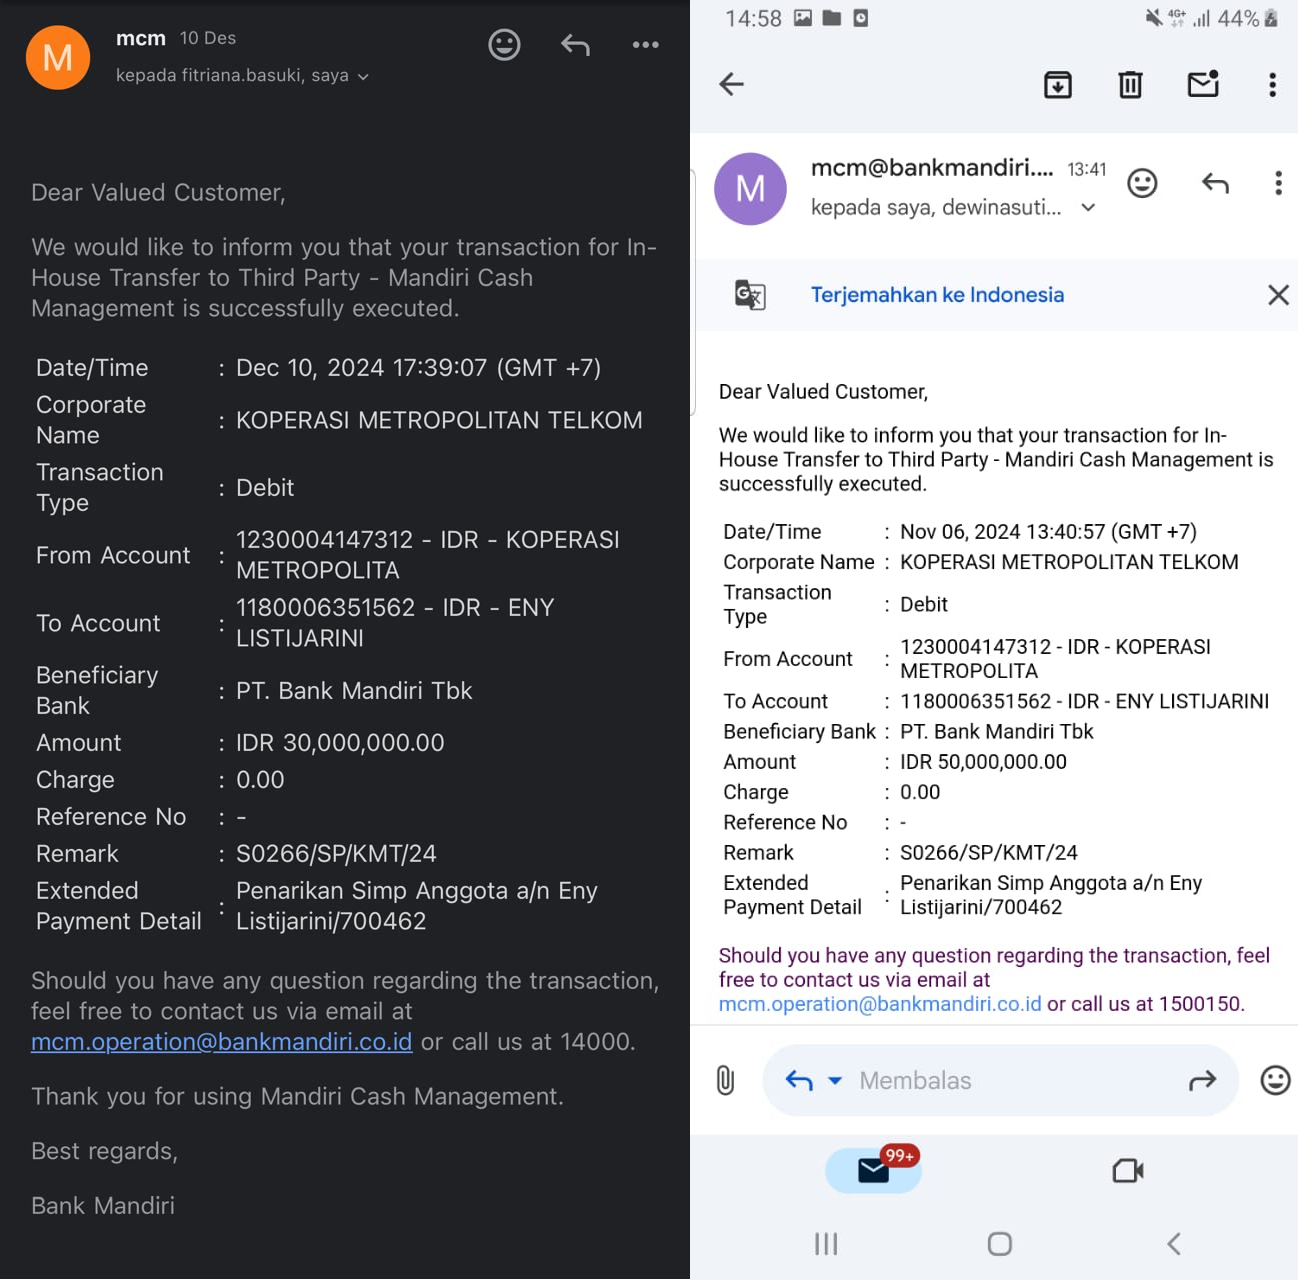 M
mcm 10 Des
kepada fitriana.basuki, saya
Dear Valued Customer,
We would like to inform you that your transaction for In-
House Transfer to Third Party - Mandiri Cash
Management is successfully executed.
Date/Time : Dec 10, 2024 17:39:07 (GMT +7)
Corporate
Name : KOPERASI METROPOLITAN TELKOM
Transaction
Type : Debit
From Account : 1230004147312 - IDR - KOPERASI
METROPOLITA
To Account : 1180006351562 - IDR - ENY
LISTIJARINI
Beneficiary
Bank : PT. Bank Mandiri Tbk
Amount : IDR 30,000,000.00
Charge : 0.00
Reference No : -
Remark : S0266/SP/KMT/24
Extended
Payment Detail : Penarikan Simp Anggota a/n Eny
Listijarini/700462
Should you have any question regarding the transaction,
feel free to contact us via email at
mcm.operation@bankmandiri.co.id or call us at 14000.
Thank you for using Mandiri Cash Management.
Best regards,
Bank Mandiri
14:58 4G+ 44%
M
mcm@bankmandiri.... 13:41
kepada saya, dewinasuti...
G文 Terjemahkan ke Indonesia
Dear Valued Customer,
We would like to inform you that your transaction for In-
House Transfer to Third Party - Mandiri Cash Management is
successfully executed.
Date/Time : Nov 06, 2024 13:40:57 (GMT +7)
Corporate Name : KOPERASI METROPOLITAN TELKOM
Transaction
Type : Debit
From Account : 1230004147312 - IDR - KOPERASI
METROPOLITA
To Account : 1180006351562 - IDR - ENY LISTIJARINI
Beneficiary Bank : PT. Bank Mandiri Tbk
Amount : IDR 50,000,000.00
Charge : 0.00
Reference No : -
Remark : S0266/SP/KMT/24
Extended
Payment Detail : Penarikan Simp Anggota a/n Eny
Listijarini/700462
Should you have any question regarding the transaction, feel
free to contact us via email at
mcm.operation@bankmandiri.co.id or call us at 1500150.
Membalas
99+